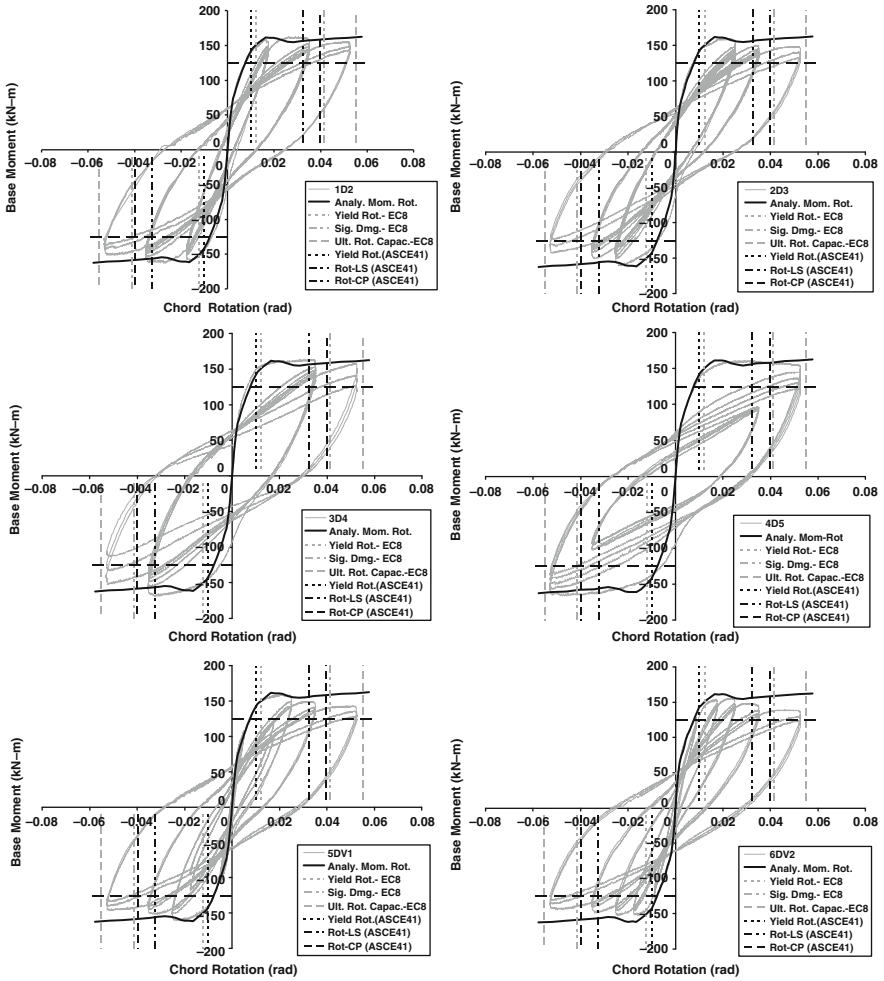 200
150
100
50
0
−50
−100
−150
−200
−0.08 −0.06 −0.04 −0.02 0 0.02 0.04 0.06 0.08
Base Moment (kN–m)
Chord Rotation (rad)
1D2
Analy. Mom. Rot.
Yield Rot.- EC8
Sig. Dmg.- EC8
Ult. Rot. Capac.-EC8
Yield Rot.(ASCE41)
Rot-LS (ASCE41)
Rot-CP (ASCE41)
200
150
100
50
0
−50
−100
−150
−200
−0.08 −0.06 −0.04 −0.02 0 0.02 0.04 0.06 0.08
Base Moment (kN–m)
Chord Rotation (rad)
2D3
Analy. Mom. Rot.
Yield Rot.- EC8
Sig. Dmg.- EC8
Ult. Rot. Capac.-EC8
Yield Rot.(ASCE41)
Rot-LS (ASCE41)
Rot-CP (ASCE41)
200
150
100
50
0
−50
−100
−150
−200
−0.08 −0.06 −0.04 −0.02 0 0.02 0.04 0.06 0.08
Base Moment (kN–m)
Chord Rotation (rad)
3D4
Analy. Mom. Rot.
Yield Rot.- EC8
Sig. Dmg.- EC8
Ult. Rot. Capac.-EC8
Yield Rot.(ASCE41)
Rot-LS (ASCE41)
Rot-CP (ASCE41)
200
150
100
50
0
−50
−100
−150
−200
−0.08 −0.06 −0.04 −0.02 0 0.02 0.04 0.06 0.08
Base Moment (kN–m)
Chord Rotation (rad)
4D5
Analy. Mom-Rot
Yield Rot.- EC8
Sig. Dmg.- EC8
Ult. Rot. Capac.-EC8
Yield Rot.(ASCE41)
Rot-LS (ASCE41)
Rot-CP (ASCE41)
200
150
100
50
0
−50
−100
−150
−200
−0.08 −0.06 −0.04 −0.02 0 0.02 0.04 0.06 0.08
Base Moment (kN–m)
Chord Rotation (rad)
5DV1
Analy. Mom. Rot.
Yield Rot.- EC8
Sig. Dmg.- EC8
Ult. Rot. Capac.-EC8
Yield Rot.(ASCE41)
Rot-LS (ASCE41)
Rot-CP (ASCE41)
200
150
100
50
0
−50
−100
−150
−200
−0.08 −0.06 −0.04 −0.02 0 0.02 0.04 0.06 0.08
Base Moment (kN–m)
Chord Rotation (rad)
6DV2
Analy. Mom. Rot.
Yield Rot.- EC8
Sig. Dmg.- EC8
Ult. Rot. Capac.-EC8
Yield Rot.(ASCE41)
Rot-LS (ASCE41)
Rot-CP (ASCE41)